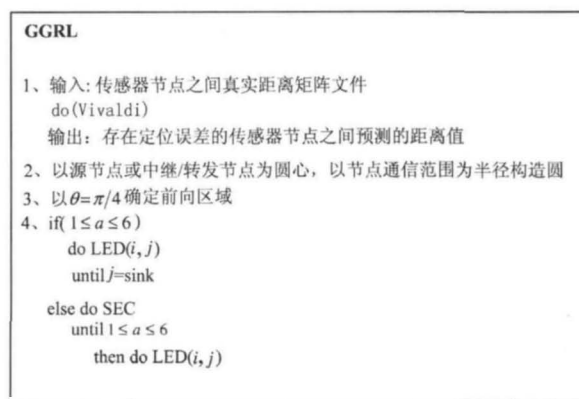 GGRL
1、输入: 传感器节点之间真实距离矩阵文件
do(Vivaldi)
输出：存在定位误差的传感器节点之间预测的距离值
2、以源节点或中继/转发节点为圆心，以节点通信范围为半径构造圆
3、以θ=π/4确定前向区域
4、if( 1≤a≤6 )
do LED(i, j)
until j=sink
else do SEC
until 1≤a≤6
then do LED(i, j)